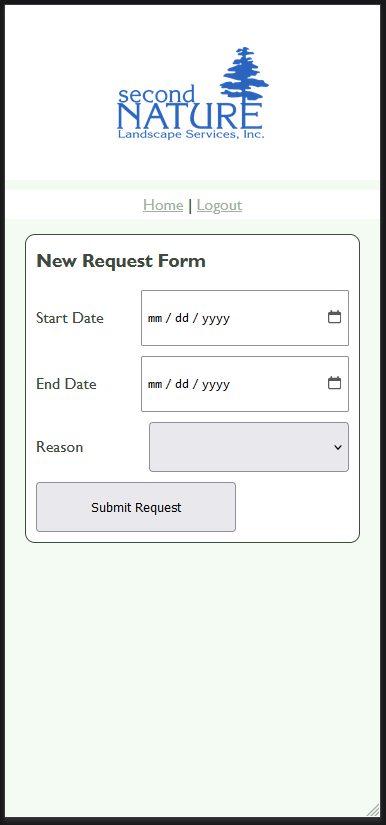 second
NATURE
Landscape Services, Inc.
Home | Logout
New Request Form
Start Date
mm / dd / yyyy
End Date
mm / dd / yyyy
Reason
Submit Request